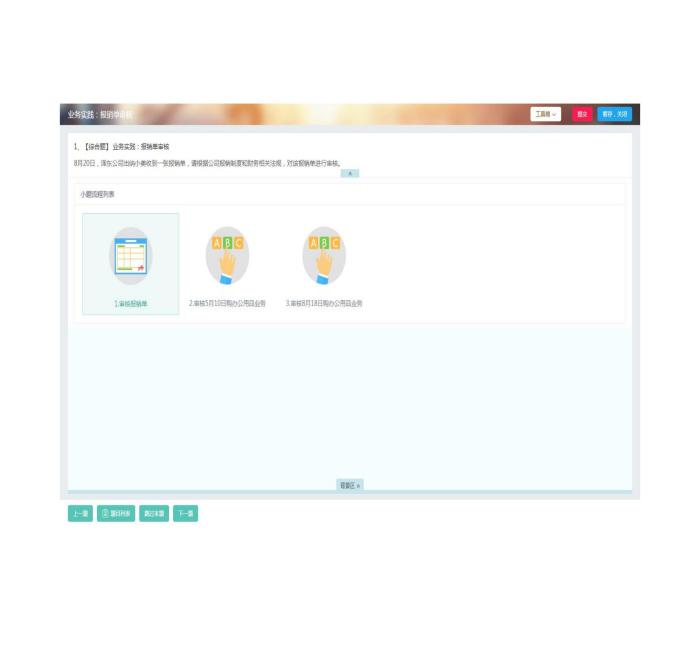 业务实践：报销单审核
工具箱
提交
暂存，关闭
1、【综合题】 业务实践：报销单审核
8月20日，泽东公司出纳小姜收到一张报销单，请根据公司报销制度和财务相关法规，对该报销单进行审核。
小题流程列表
A B C
A B C
1.审核报销单
2.审核5月10日购办公用品业务
3.审核8月18日购办公用品业务
背景区
上一题
题目列表
跳过本题
下一题